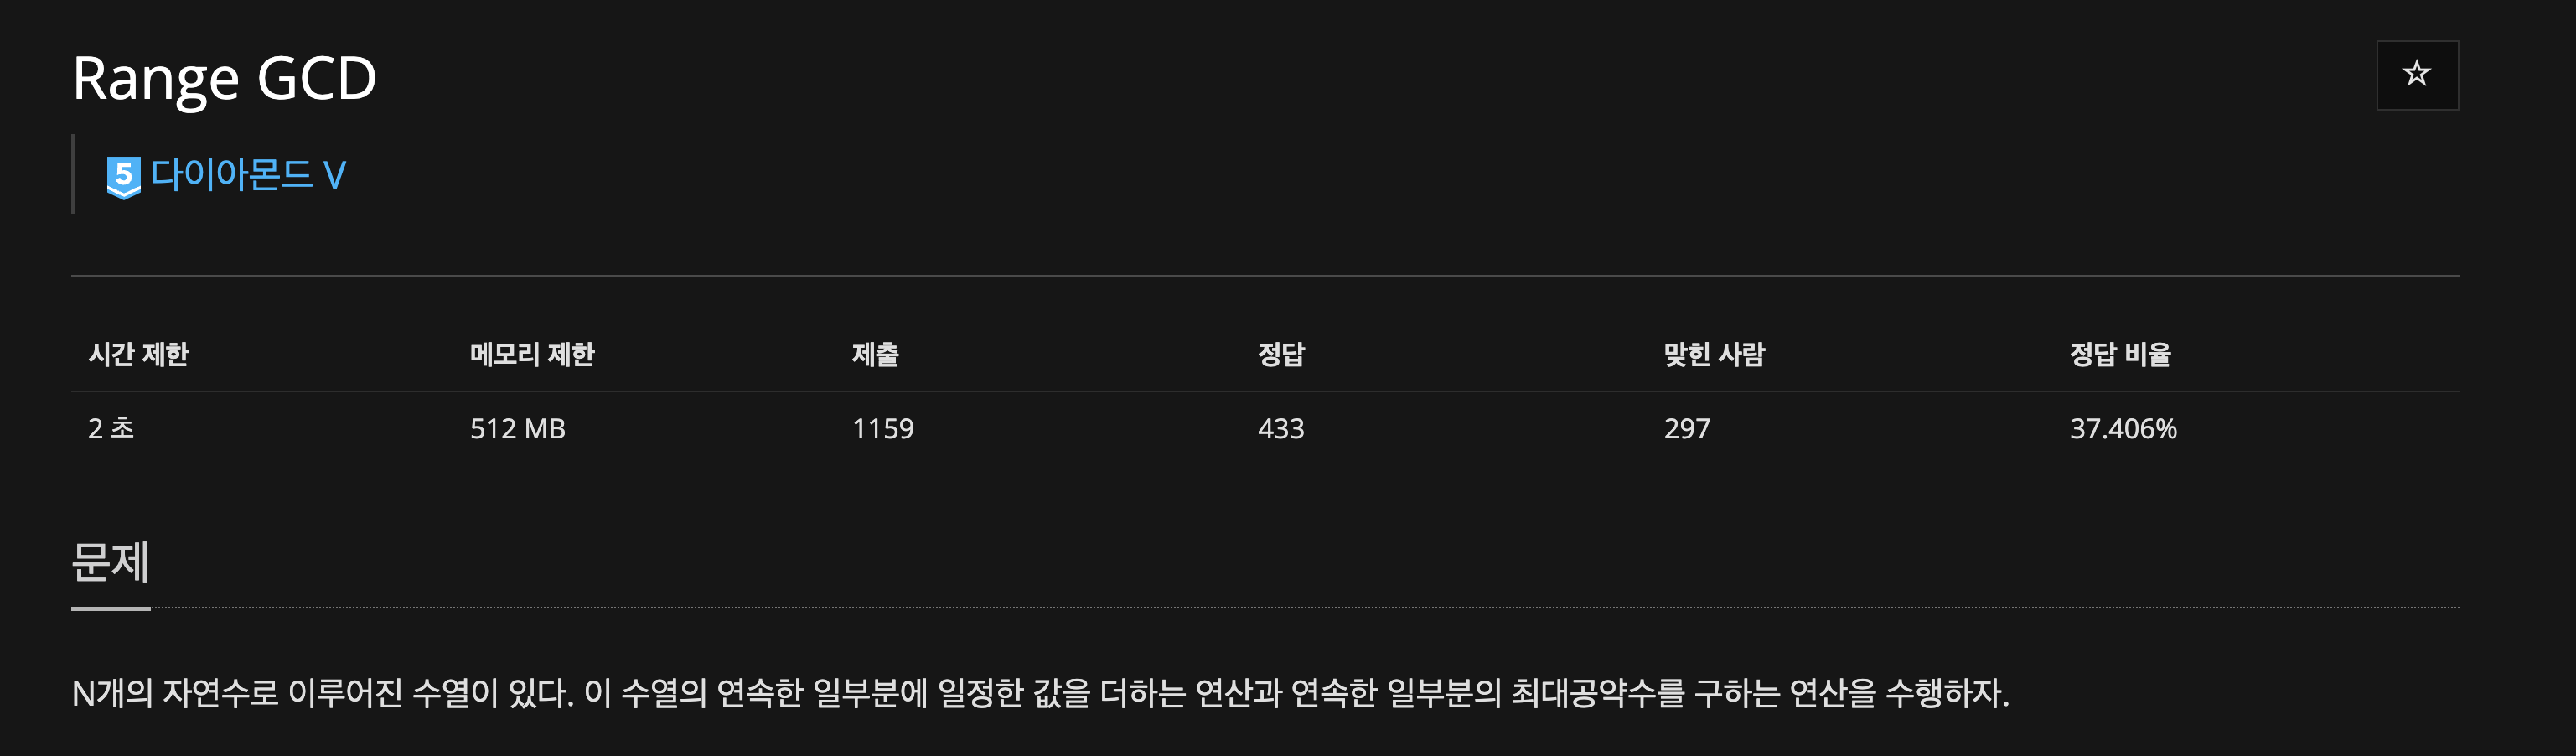 Range GCD
☆
5 다이아몬드 V
시간 제한 메모리 제한 제출 정답 맞힌 사람 정답 비율
2 초 512 MB 1159 433 297 37.406%
문제
N개의 자연수로 이루어진 수열이 있다. 이 수열의 연속한 일부분에 일정한 값을 더하는 연산과 연속한 일부분의 최대공약수를 구하는 연산을 수행하자.